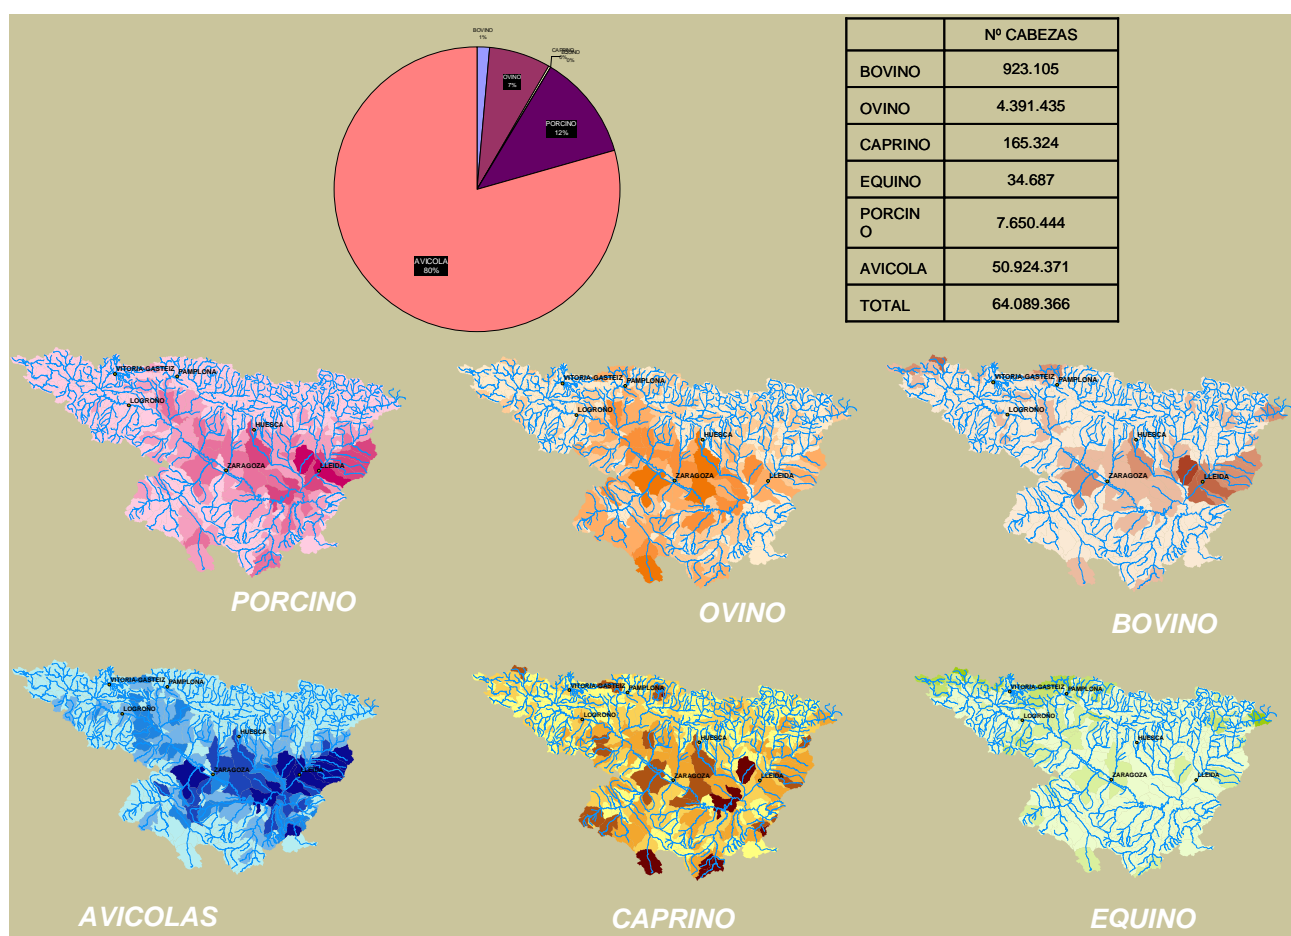 BOVINO
1%
OVINO
7%
CAPRINO
0%
PORCINO
12%
AVICOLA
80%
Nº CABEZAS
BOVINO 923.105
OVINO 4.391.435
CAPRINO 165.324
EQUINO 34.687
PORCIN
O 7.650.444
AVICOLA 50.924.371
TOTAL 64.089.366
VITORIA-GASTEIZ
PAMPLONA
LOGROÑO
HUESCA
ZARAGOZA
LLEIDA
PORCINO
VITORIA-GASTEIZ
PAMPLONA
LOGROÑO
HUESCA
ZARAGOZA
LLEIDA
OVINO
VITORIA-GASTEIZ
PAMPLONA
LOGROÑO
HUESCA
ZARAGOZA
LLEIDA
BOVINO
VITORIA-GASTEIZ
PAMPLONA
LOGROÑO
HUESCA
ZARAGOZA
AVICOLAS
VITORIA-GASTEIZ
PAMPLONA
LOGROÑO
HUESCA
ZARAGOZA
LLEIDA
CAPRINO
VITORIA-GASTEIZ
PAMPLONA
LOGROÑO
HUESCA
ZARAGOZA
LLEIDA
EQUINO